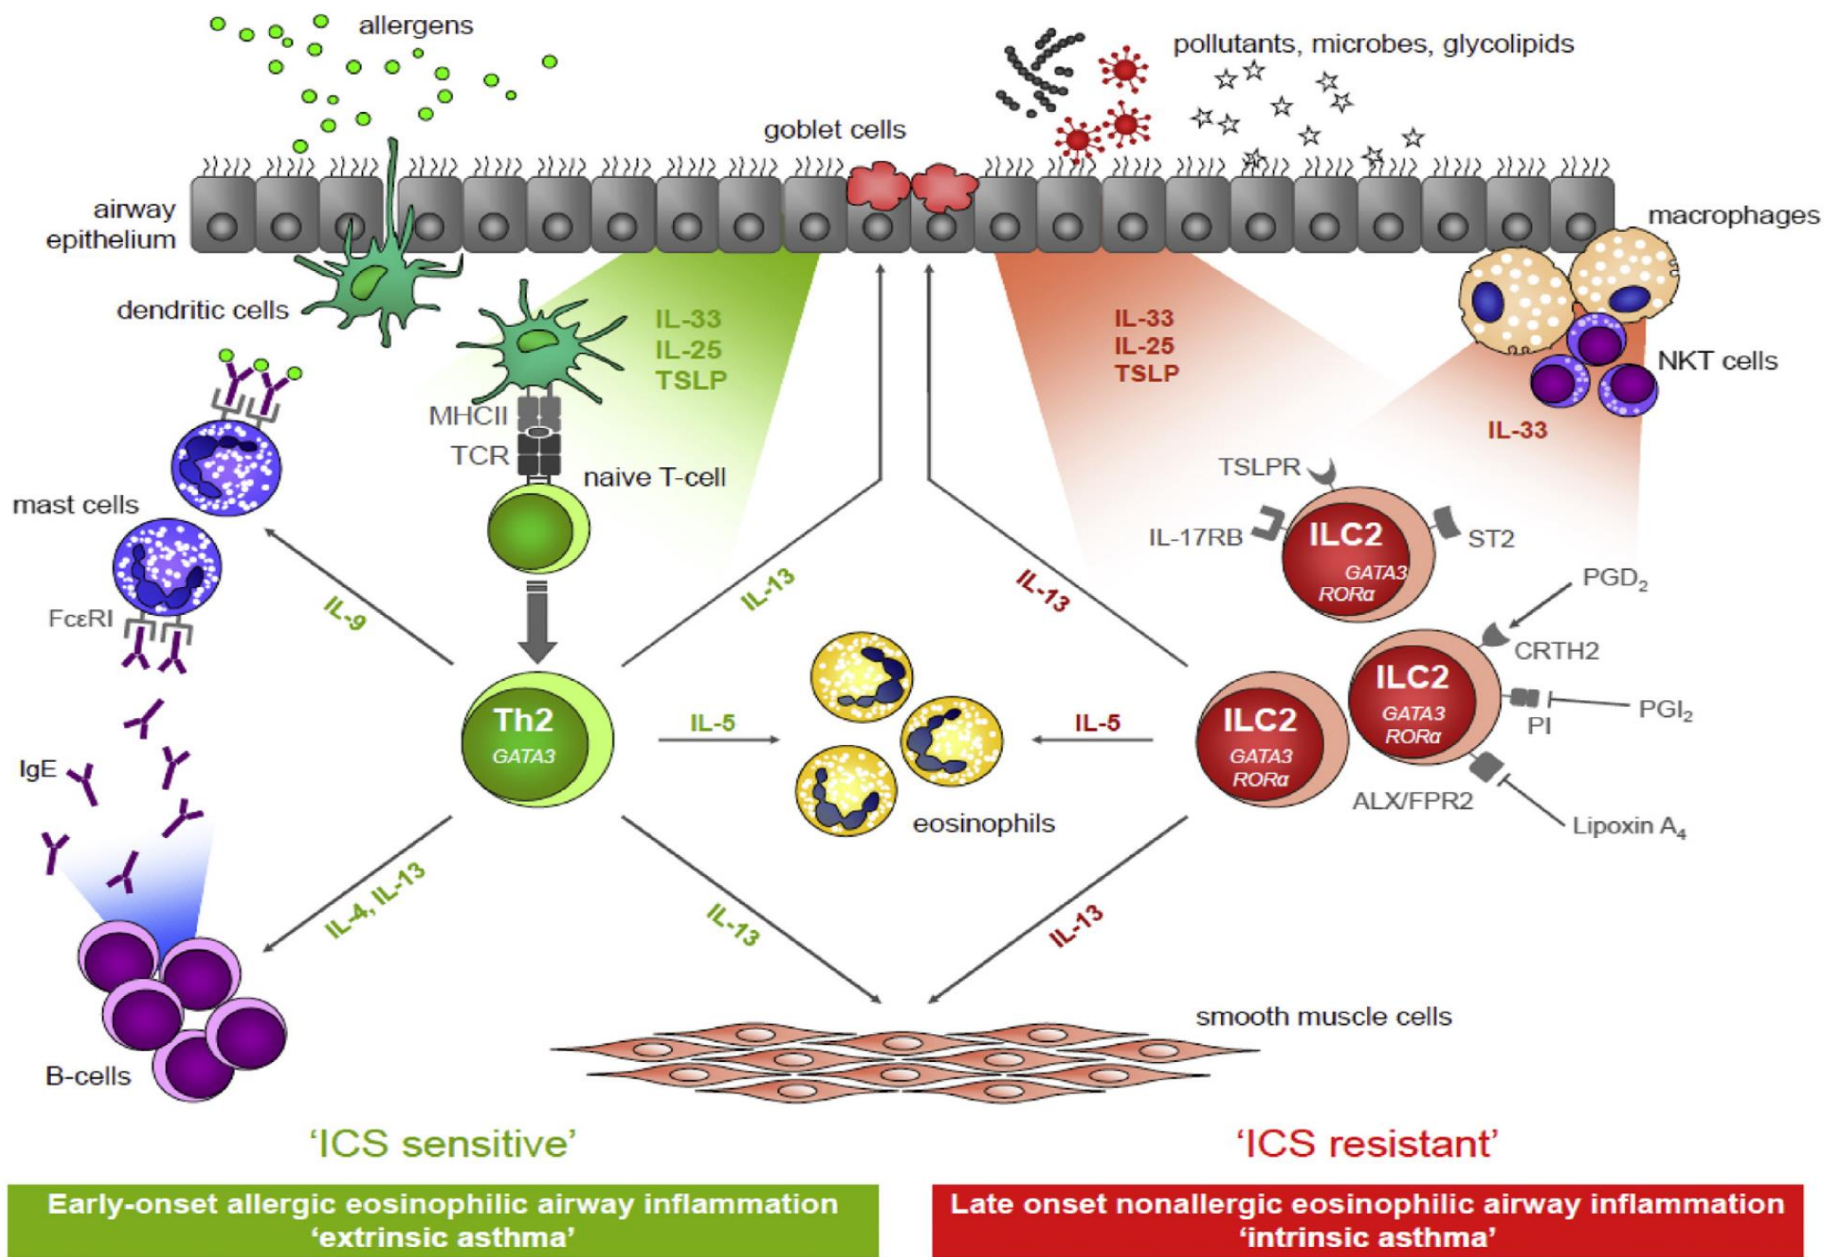 allergens
pollutants, microbes, glycolipids
goblet cells
airway
epithelium
macrophages
dendritic cells
IL-33
IL-25
TSLP
IL-33
IL-25
TSLP
NKT cells
MHCII
TCR
IL-33
naive T-cell
TSLPR
mast cells
IL-17RB
ILC2
GATA3
RORα
ST2
PGD2
FcεRI
IL-9
IL-13
IL-13
CRTH2
ILC2
GATA3
RORα
PI
PGI2
Th2
GATA3
IL-5
IL-5
ILC2
GATA3
RORα
IgE
ALX/FPR2
eosinophils
Lipoxin A4
IL-4, IL-13
IL-13
IL-13
smooth muscle cells
B-cells
‘ICS sensitive’
‘ICS resistant’
Early-onset allergic eosinophilic airway inflammation
‘extrinsic asthma’
Late onset nonallergic eosinophilic airway inflammation
‘intrinsic asthma’